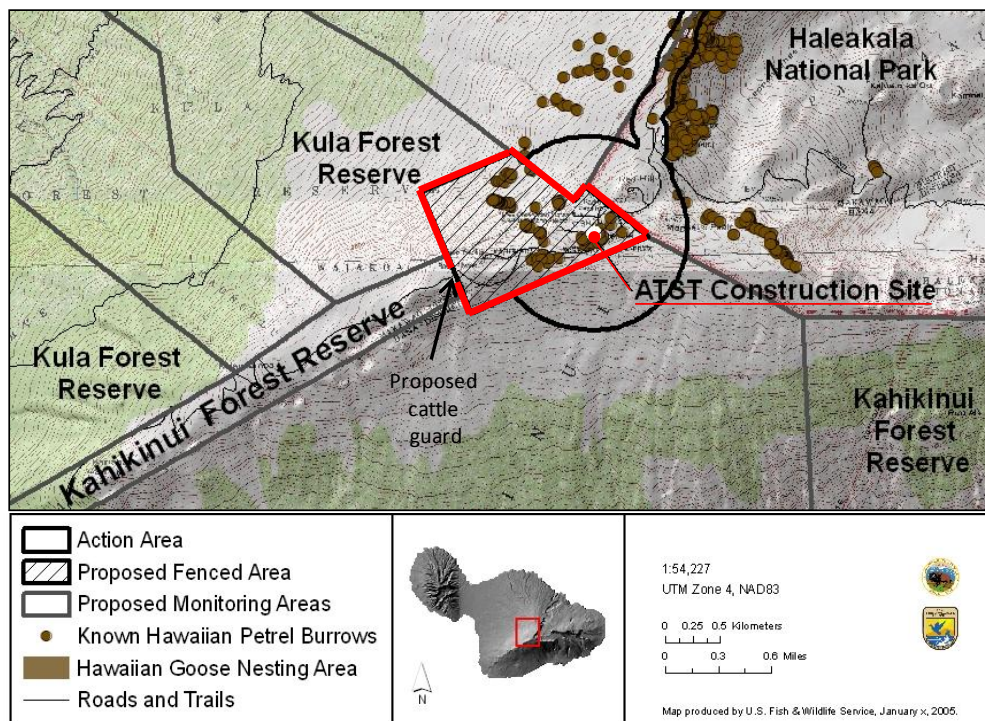 Haleakala
National Park
Kula Forest
Reserve
ATST Construction Site
Kula Forest
Reserve
Kahikinui Forest Reserve
Proposed
cattle
guard
Kahikinui
Forest
Reserve
Action Area
Proposed Fenced Area
Proposed Monitoring Areas
Known Hawaiian Petrel Burrows
Hawaiian Goose Nesting Area
Roads and Trails
N
1:54,227
UTM Zone 4, NAD83
0 0.25 0.5 Kilometers
0 0.3 0.6 Miles
Map produced by U.S. Fish & Wildlife Service, January x, 2005.